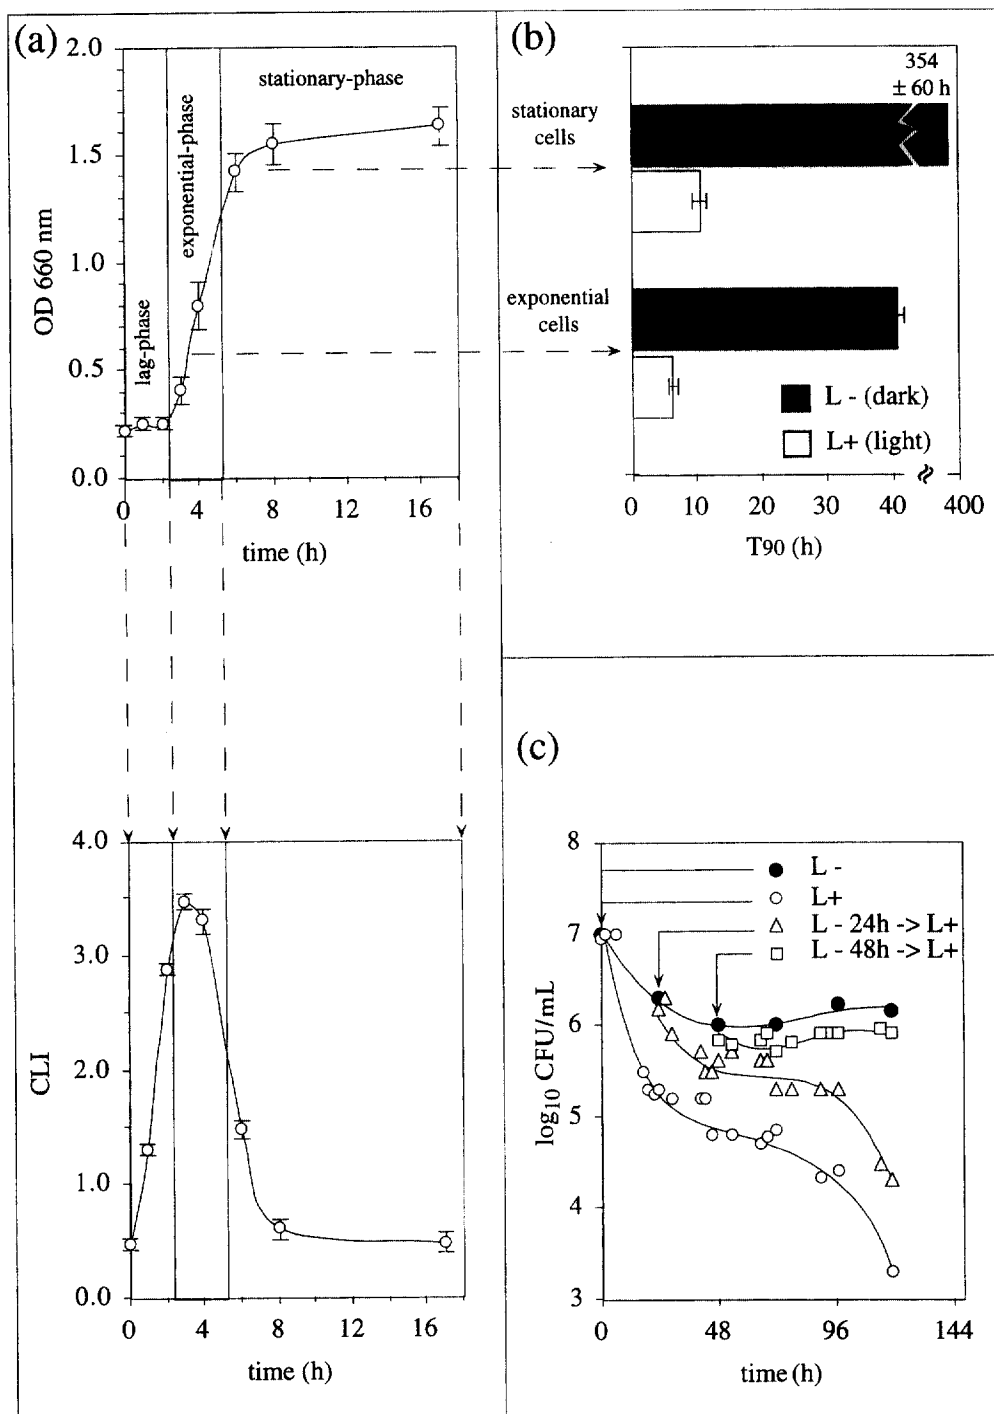 (a)
2.0
1.5
1.0
0.5
0.0
OD 660 nm
lag-phase
exponential-phase
stationary-phase
0 4 8 12 16
time (h)
4.0
3.0
2.0
1.0
0.0
CLI
0 4 8 12 16
time (h)
(b)
354
± 60 h
stationary
cells
exponential
cells
L - (dark)
L+ (light)
0 10 20 30 40 400
T90 (h)
(c)
8
7
6
5
4
3
log10 CFU/mL
L -
L+
L - 24h -> L+
L - 48h -> L+
0 48 96 144
time (h)